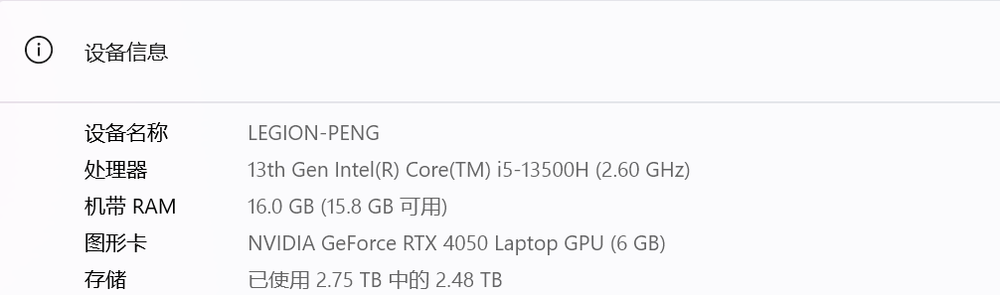 设备信息
设备名称 LEGION-PENG
处理器 13th Gen Intel(R) Core(TM) i5-13500H (2.60 GHz)
机带 RAM 16.0 GB (15.8 GB 可用)
图形卡 NVIDIA GeForce RTX 4050 Laptop GPU (6 GB)
存储 已使用 2.75 TB 中的 2.48 TB